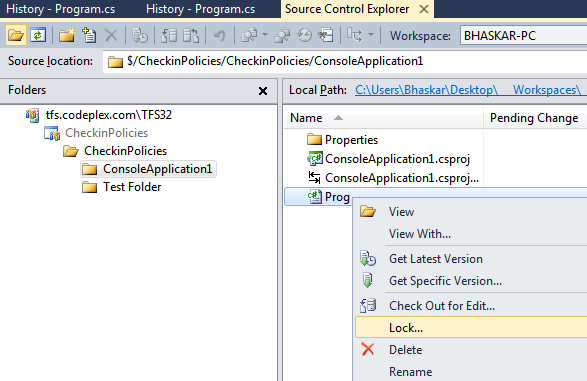 History - Program.cs
History - Program.cs
Source Control Explorer
Workspace: BHASKAR-PC
Source Location: $/CheckinPolicies/CheckinPolicies/ConsoleApplication1
Folders
tfs.codeplex.com\TFS32
CheckinPolicies
CheckinPolicies
ConsoleApplication1
Test Folder
Local Path: C:\Users\Bhaskar\Desktop\__Workspaces\
Name Pending Change
Properties
ConsoleApplication1.csproj
ConsoleApplication1.csproj...
Prog
View
View With...
Get Latest Version
Get Specific Version...
Check Out for Edit...
Lock...
Delete
Rename